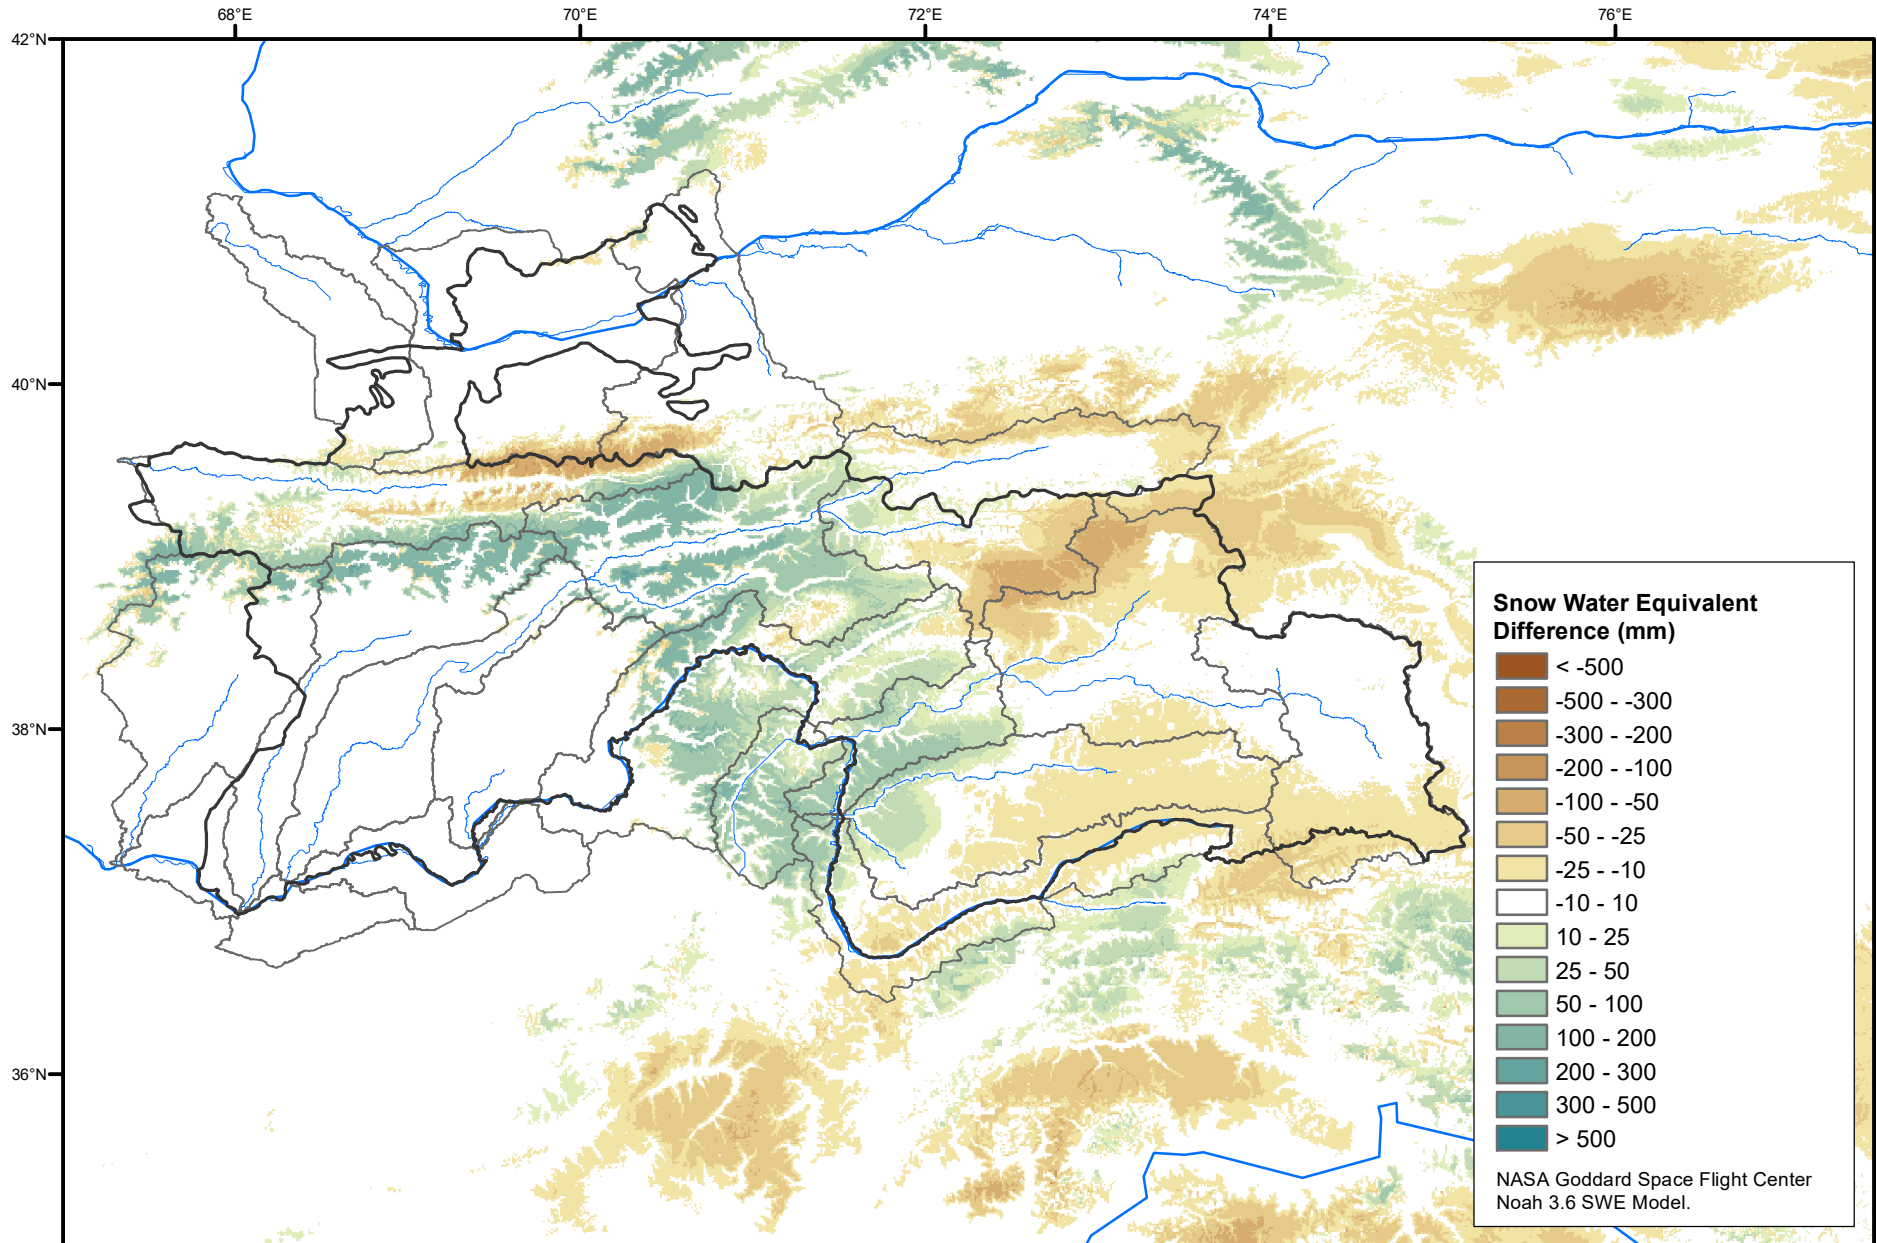 68°E 70°E 72°E 74°E 76°E
42°N
40°N
38°N
36°N
Snow Water Equivalent
Difference (mm)
< -500
-500 - -300
-300 - -200
-200 - -100
-100 - -50
-50 - -25
-25 - -10
-10 - 10
10 - 25
25 - 50
50 - 100
100 - 200
200 - 300
300 - 500
> 500
NASA Goddard Space Flight Center
Noah 3.6 SWE Model.